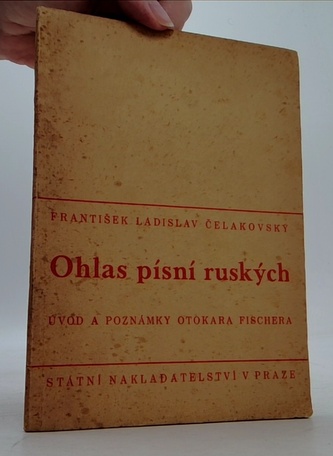 FRANTIŠEK LADISLAV ČELAKOVSKÝ
Ohlas písní ruských
ÚVOD A POZNÁMKY OTOKARA FISCHERA
STÁTNÍ NAKLADATELSTVÍ V PRAZE